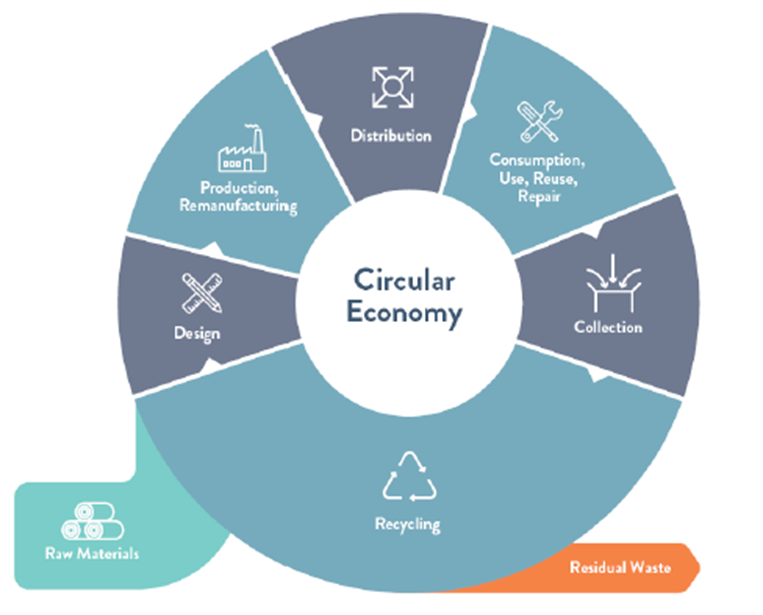 Distribution
Consumption,
Use, Reuse,
Repair
Production,
Remanufacturing
Circular
Economy
Collection
Design
Recycling
Raw Materials
Residual Waste